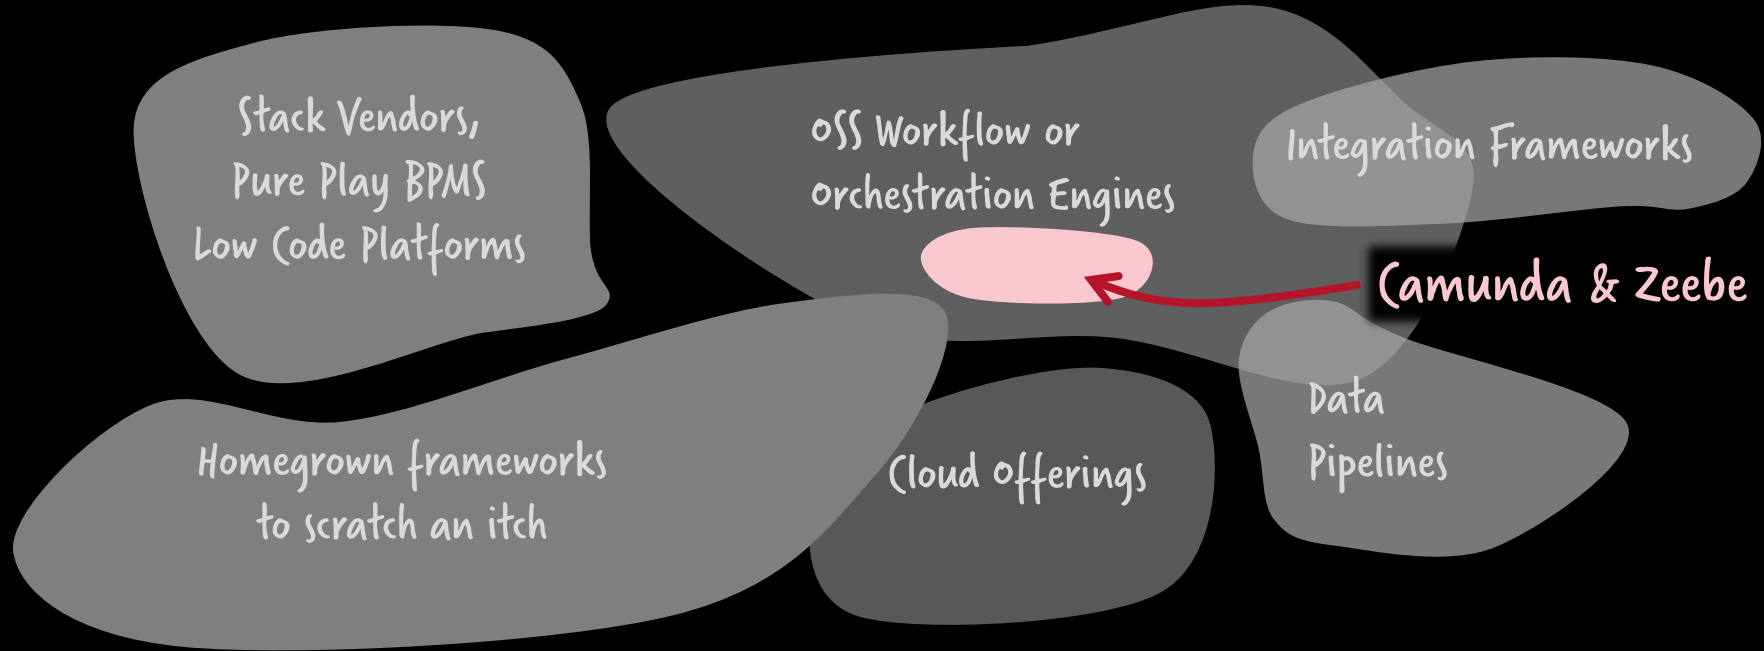 Stack Vendors,
Pure Play BPMS
Low Code Platforms
OSS Workflow or
Orchestration Engines
Integration Frameworks
Camunda & Zeebe
Homegrown frameworks
to scratch an itch
Cloud Offerings
Data
Pipelines